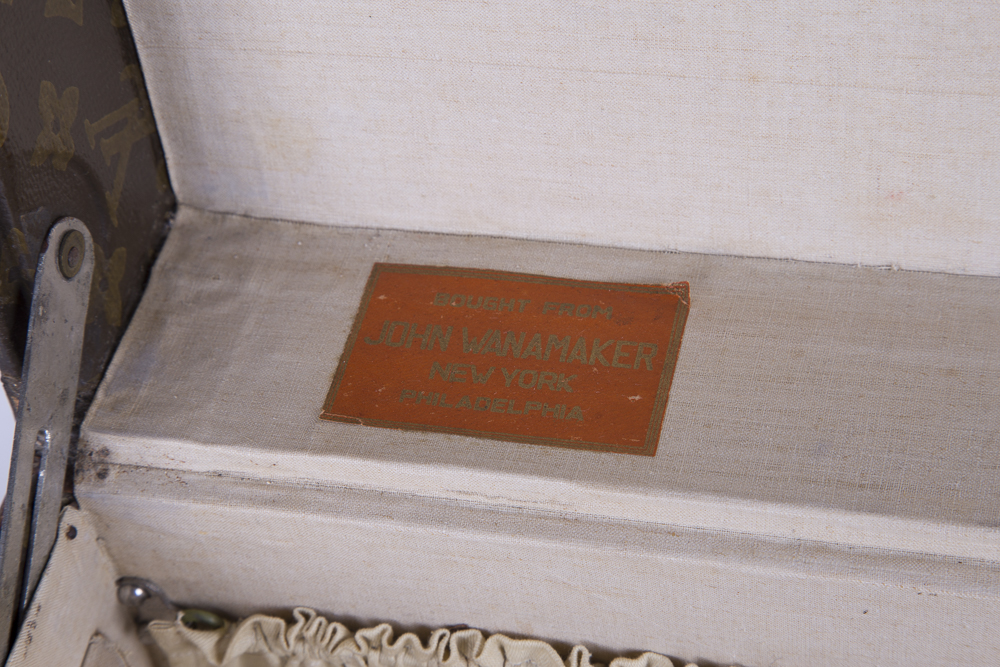 BOUGHT FROM
JOHN WANAMAKER
NEW YORK
PHILADELPHIA